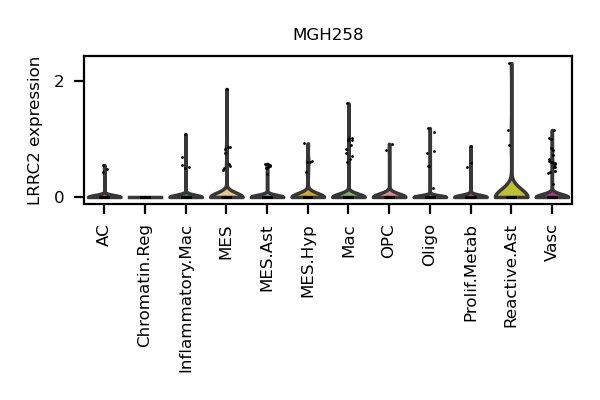 MGH258
LRRC2 expression
2
0
AC
Chromatin.Reg
Inflammatory.Mac
MES
MES.Ast
MES.Hyp
Mac
OPC
Oligo
Prolif.Metab
Reactive.Ast
Vasc